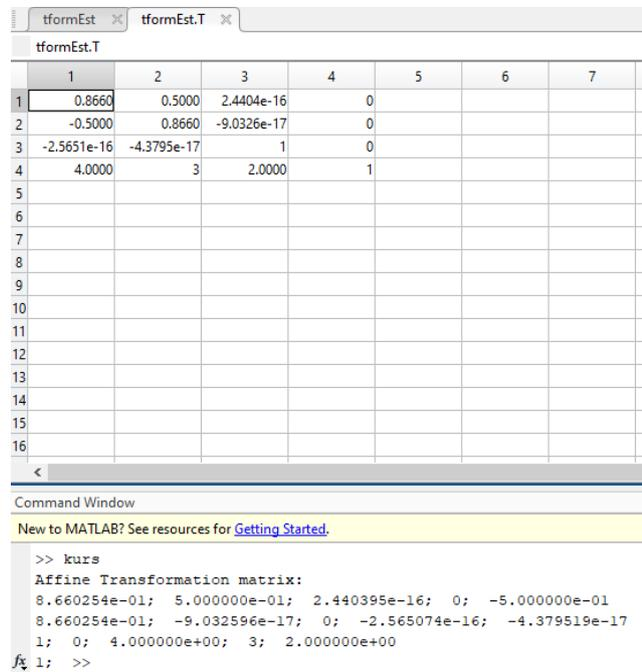 tformEst tformEst.T
tformEst.T
1 2 3 4 5 6 7
1 0.8660 0.5000 2.4404e-16 0
2 -0.5000 0.8660 -9.0326e-17 0
3 -2.5651e-16 -4.3795e-17 1 0
4 4.0000 3 2.0000 1
5
6
7
8
9
10
11
12
13
14
15
16
Command Window
New to MATLAB? See resources for Getting Started.
>> kurs
Affine Transformation matrix:
8.660254e-01; 5.000000e-01; 2.440395e-16; 0; -5.000000e-01
8.660254e-01; -9.032596e-17; 0; -2.565074e-16; -4.379519e-17
1; 0; 4.000000e+00; 3; 2.000000e+00
fx 1; >>